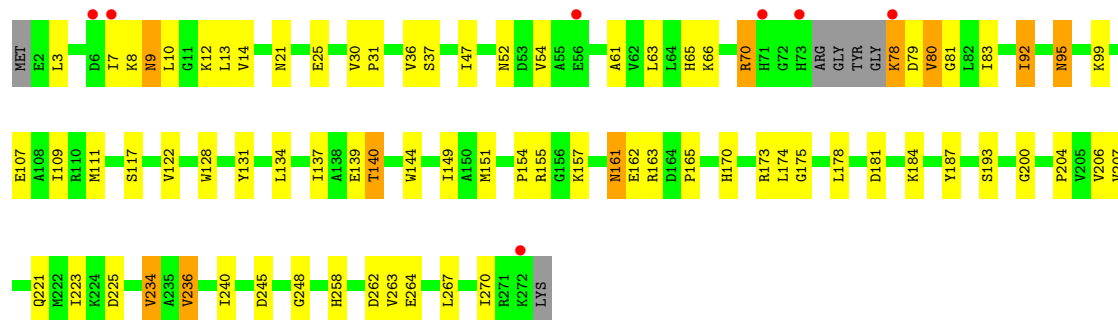 MET E2 L3 D6 I7 K8 N9 L10 G11 K12 L13 V14 N21 E25 V30 P31 V36 S37 I47 N52 D53 V54 A55 E56 A61 V62 L63 L64 H65 K66 R70 H71 G72 H73 ARG GLY TYR GLY K78 D79 V80 G81 L82 I83 I92 N95 K99
E107 A108 I109 R110 M111 S117 V122 W128 Y131 L134 I137 A138 E139 T140 W144 I149 A150 M151 P154 R155 G156 K157 N161 E162 R163 D164 P165 H170 R173 L174 G175 L178 D181 K184 Y187 S193 G200 P204 V205 V206 V207
Q221 M222 I223 K224 D225 V234 A235 V236 I240 D245 G248 H258 D262 V263 E264 L267 I270 R271 K272 LYS